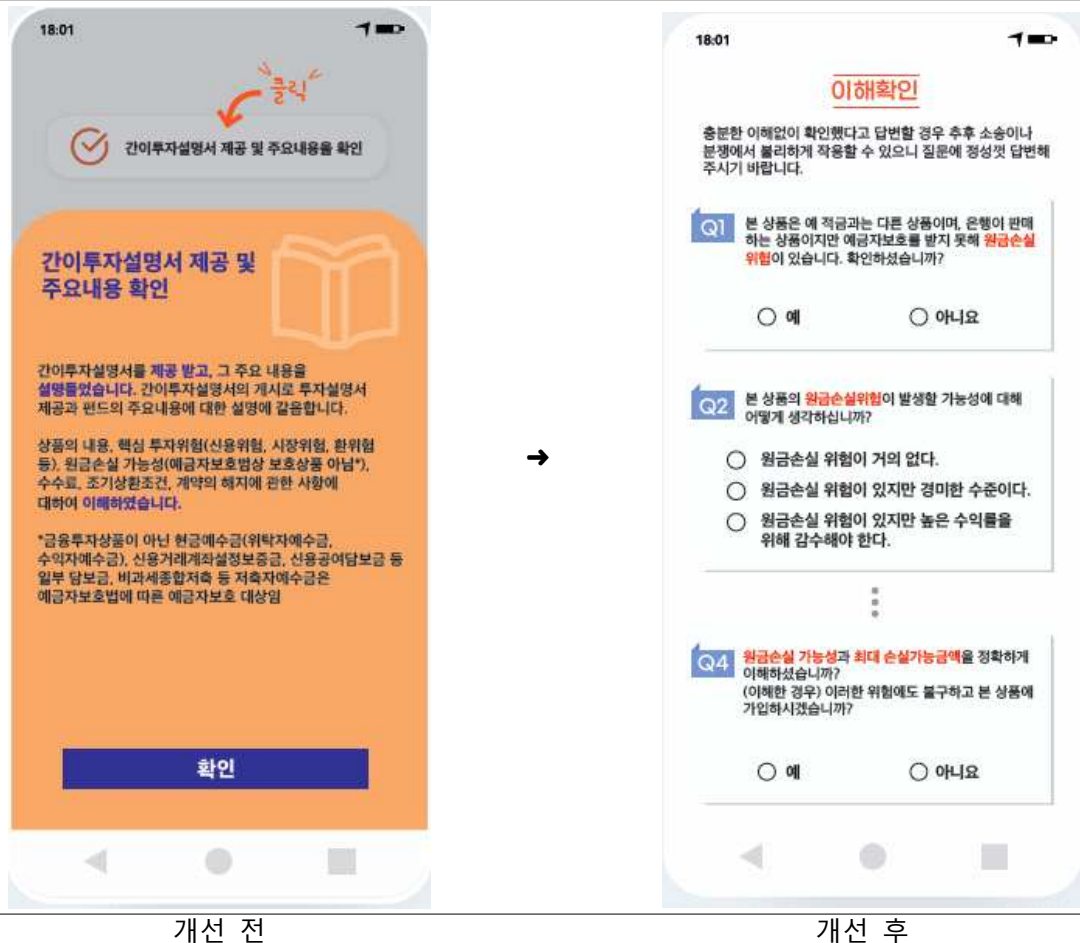 18:01
클릭
간이투자설명서 제공 및 주요내용을 확인
간이투자설명서 제공 및
주요내용 확인
간이투자설명서를 제공 받고, 그 주요 내용을
설명들었습니다. 간이투자설명서의 게시로 투자설명서
제공과 펀드의 주요내용에 대한 설명에 갈음합니다.
상품의 내용, 핵심 투자위험(신용위험, 시장위험, 환위험
등), 원금손실 가능성(예금자보호법상 보호상품 아님*),
수수료, 조기상환조건, 계약의 해지에 관한 사항에
대하여 이해하였습니다.
*금융투자상품이 아닌 현금예수금(위탁자예수금,
수익자예수금), 신용거래계좌설정보증금, 신용공여담보금 등
일부 담보금, 비과세종합저축 등 저축자예수금은
예금자보호법에 따른 예금자보호 대상임
확인
개선 전
➜
18:01
이해확인
충분한 이해없이 확인했다고 답변할 경우 추후 소송이나
분쟁에서 불리하게 작용할 수 있으니 질문에 정성껏 답변해
주시기 바랍니다.
Q1 본 상품은 예 적금과는 다른 상품이며, 은행이 판매
하는 상품이지만 예금자보호를 받지 못해 원금손실
위험이 있습니다. 확인하셨습니까?
예 아니요
Q2 본 상품의 원금손실위험이 발생할 가능성에 대해
어떻게 생각하십니까?
원금손실 위험이 거의 없다.
원금손실 위험이 있지만 경미한 수준이다.
원금손실 위험이 있지만 높은 수익률을
위해 감수해야 한다.
Q4 원금손실 가능성과 최대 손실가능금액을 정확하게
이해하셨습니까?
(이해한 경우) 이러한 위험에도 불구하고 본 상품에
가입하시겠습니까?
예 아니요
개선 후